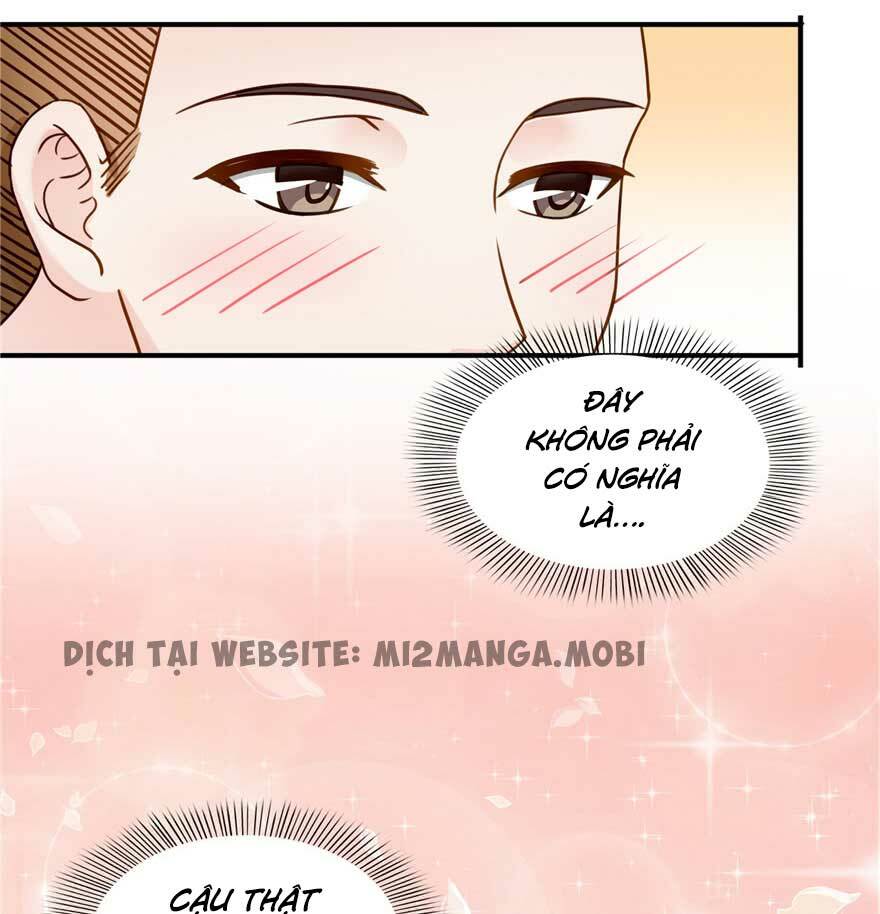 ĐÂY
KHÔNG PHẢI
CÓ NGHĨA
LÀ....
DỊCH TẠI WEBSITE: MI2MANGA.MOBI
CẬU THẬT